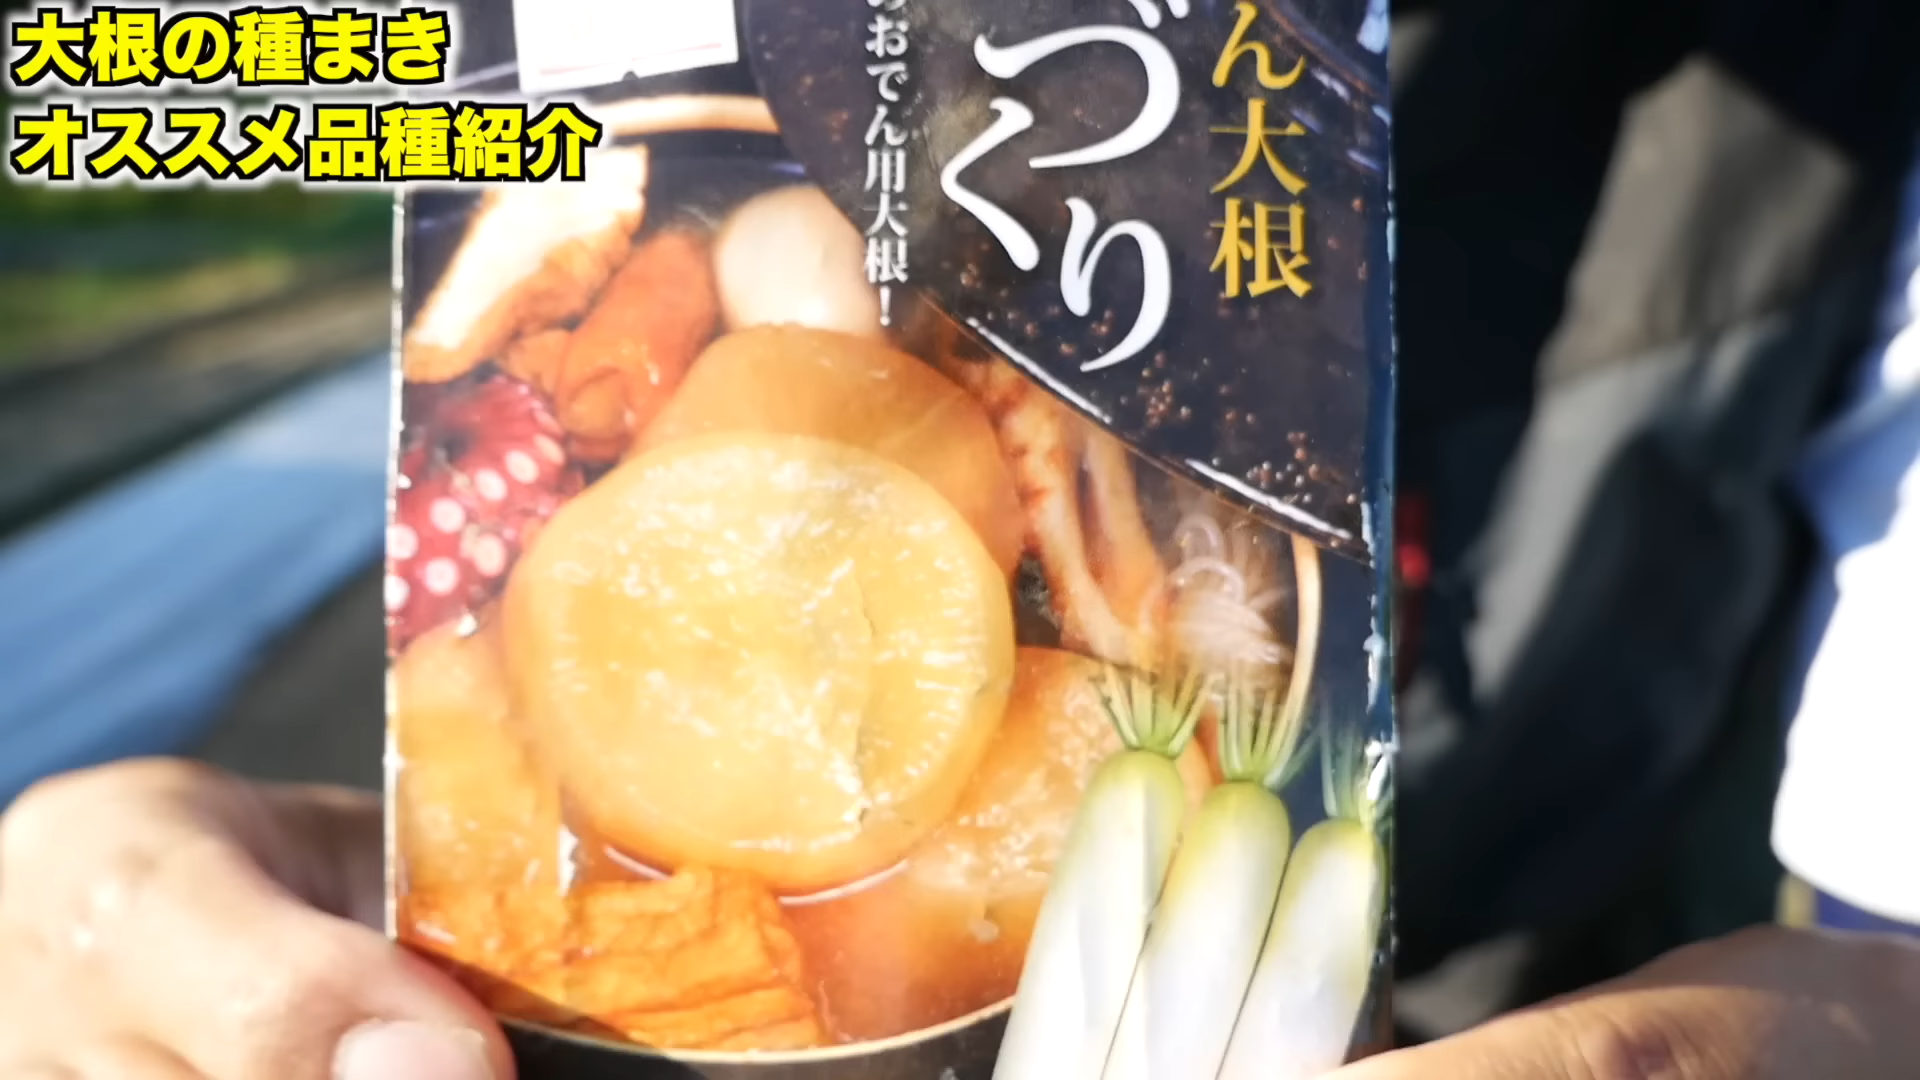 大根の種まき
オススメ品種紹介
ん大根
づくり
おでん用大根！